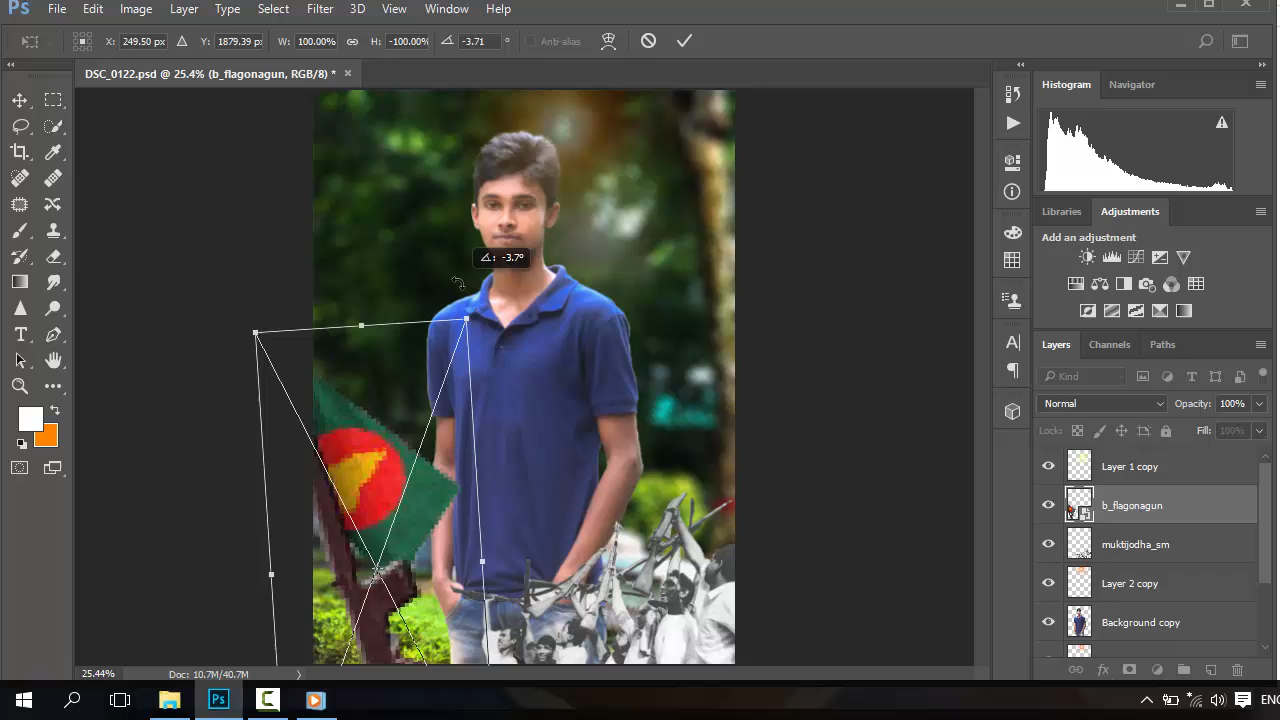 Ps File Edit Image Layer Type Select Filter 3D View Window Help
X: 249.50 px Y: 1879.39 px W: 100.00% H: -100.00% -3.71 ° Anti-alias
DSC_0122.psd @ 25.4% (b_flagonagun, RGB/8) * ×
Histogram Navigator
Libraries Adjustments
Add an adjustment
-3.7°
Layers Channels Paths
Kind
Normal Opacity: 100%
Lock: Fill: 100%
Layer 1 copy
b_flagonagun
muktijodha_sm
Layer 2 copy
Background copy
25.44% Doc: 10.7M/40.7M
Ps ENG